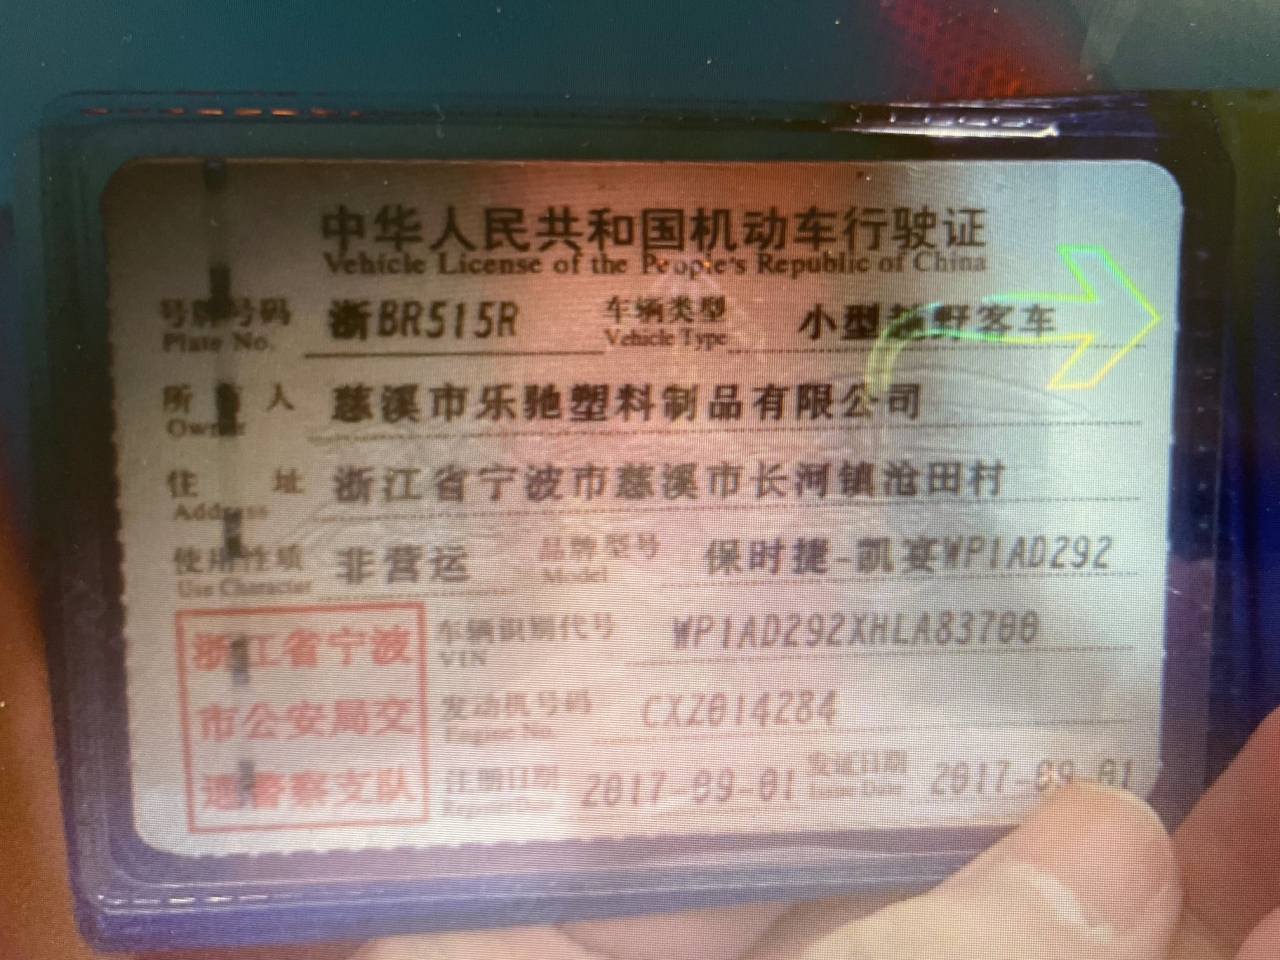 中华人民共和国机动车行驶证
Vehicle License of the People's Republic of China
号牌号码 浙BR515R 车辆类型 小型越野客车
Plate No. Vehicle Type
所有人 慈溪市乐驰塑料制品有限公司
Owner
住址 浙江省宁波市慈溪市长河镇沧田村
Address
使用性质 非营运 品牌型号 保时捷-凯宴WP1AD292
Use Character Model
浙江省宁波
市公安局交
通警察支队
车辆识别代号 WP1AD292XHLA83700
VIN
发动机号码 CXZ014284
Engine No.
注册日期 2017-09-01 发证日期 2017-09-01
Register Date Issue Date